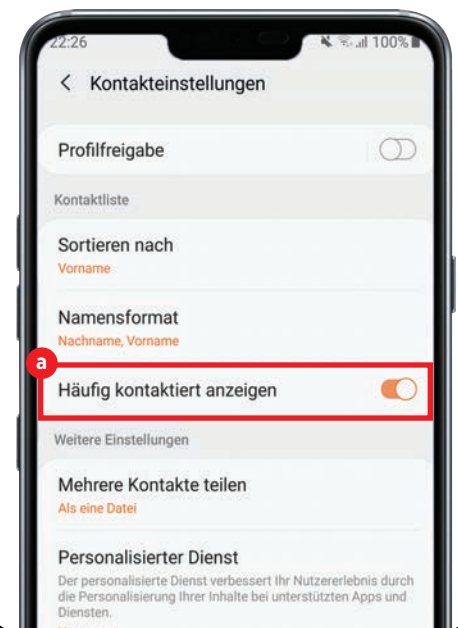 22:26
100%
Kontakteinstellungen
Profilfreigabe
Kontaktliste
Sortieren nach
Vorname
Namensformat
Nachname, Vorname
a
Häufig kontaktiert anzeigen
Weitere Einstellungen
Mehrere Kontakte teilen
Als eine Datei
Personalisierter Dienst
Der personalisierte Dienst verbessert Ihr Nutzererlebnis durch
die Personalisierung Ihrer Inhalte bei unterstützten Apps und
Diensten.